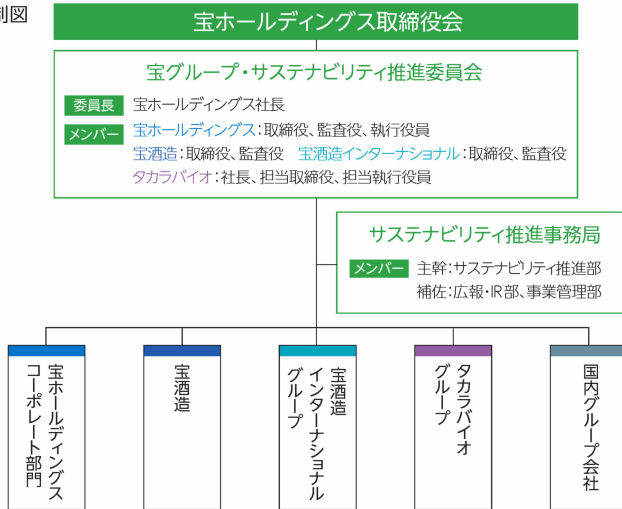 制図
宝ホールディングス取締役会
宝グループ・サステナビリティ推進委員会
委員長 宝ホールディングス社長
メンバー 宝ホールディングス:取締役、監査役、執行役員
宝酒造:取締役、監査役 宝酒造インターナショナル:取締役、監査役
タカラバイオ:社長、担当取締役、担当執行役員
サステナビリティ推進事務局
メンバー 主幹:サステナビリティ推進部
補佐:広報・IR部、事業管理部
宝ホールディングス
コーポレート部門
宝酒造
宝酒造
インターナショナル
グループ
タカラバイオ
グループ
国内グループ会社